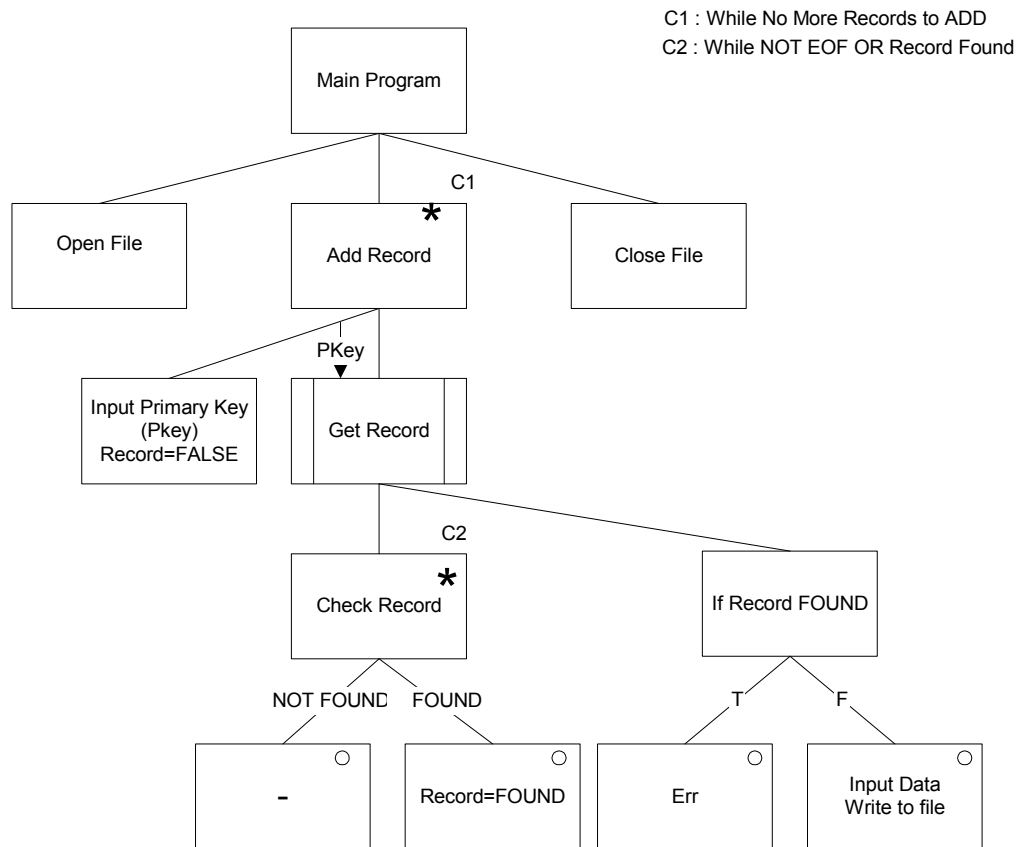 C1 : While No More Records to ADD
C2 : While NOT EOF OR Record Found
Main Program
C1
Open File
*
Add Record
Close File
PKey
Input Primary Key
(Pkey)
Record=FALSE
Get Record
C2
*
Check Record
If Record FOUND
NOT FOUND
FOUND
T
F
-
Record=FOUND
Err
Input Data
Write to file